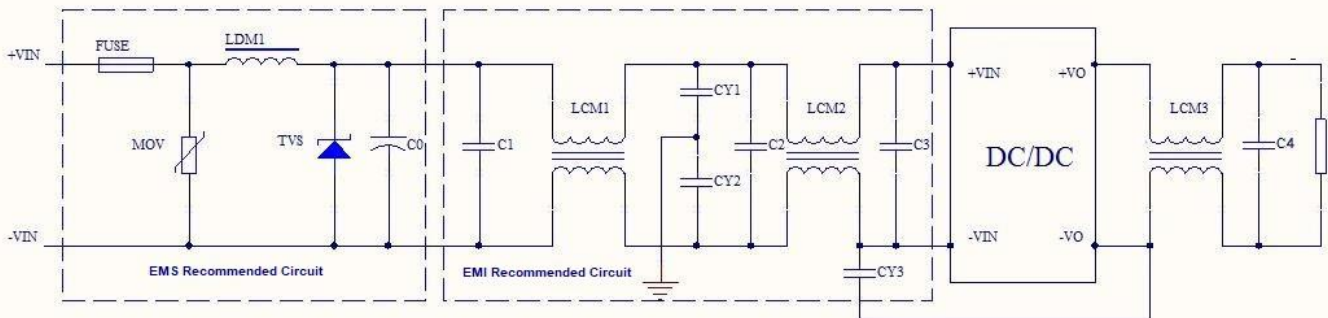 FUSE
LDM1
+VIN
MOV
TVS
C0
-VIN
EMS Recommended Circuit
C1
LCM1
CY1
CY2
C2
LCM2
C3
EMI Recommended Circuit
CY3
+VIN
+VO
DC/DC
-VIN
-VO
LCM3
C4
-